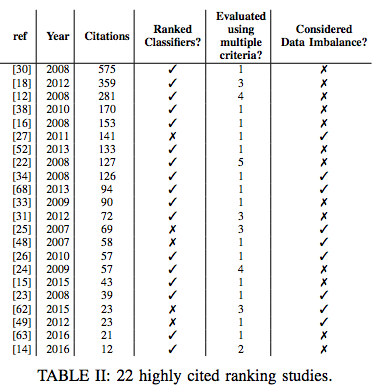 ref Year Citations Ranked Classifiers? Evaluated using multiple criteria? Considered Data Imbalance?
[30] 2008 575 ✓ 1 ✗
[18] 2012 359 ✓ 3 ✗
[12] 2008 281 ✓ 4 ✗
[38] 2010 170 ✓ 1 ✗
[16] 2008 153 ✓ 1 ✗
[27] 2011 141 ✗ 1 ✓
[52] 2013 133 ✓ 1 ✗
[22] 2008 127 ✓ 5 ✗
[34] 2008 126 ✓ 1 ✓
[68] 2013 94 ✓ 1 ✓
[33] 2009 90 ✓ 1 ✗
[31] 2012 72 ✓ 3 ✗
[25] 2007 69 ✗ 3 ✓
[48] 2007 58 ✗ 1 ✓
[26] 2010 57 ✓ 1 ✓
[24] 2009 57 ✓ 4 ✗
[15] 2015 43 ✓ 1 ✗
[23] 2008 39 ✓ 1 ✓
[62] 2015 23 ✗ 3 ✓
[49] 2012 23 ✗ 1 ✓
[63] 2016 21 ✓ 1 ✗
[14] 2016 12 ✓ 2 ✗
TABLE II: 22 highly cited ranking studies.